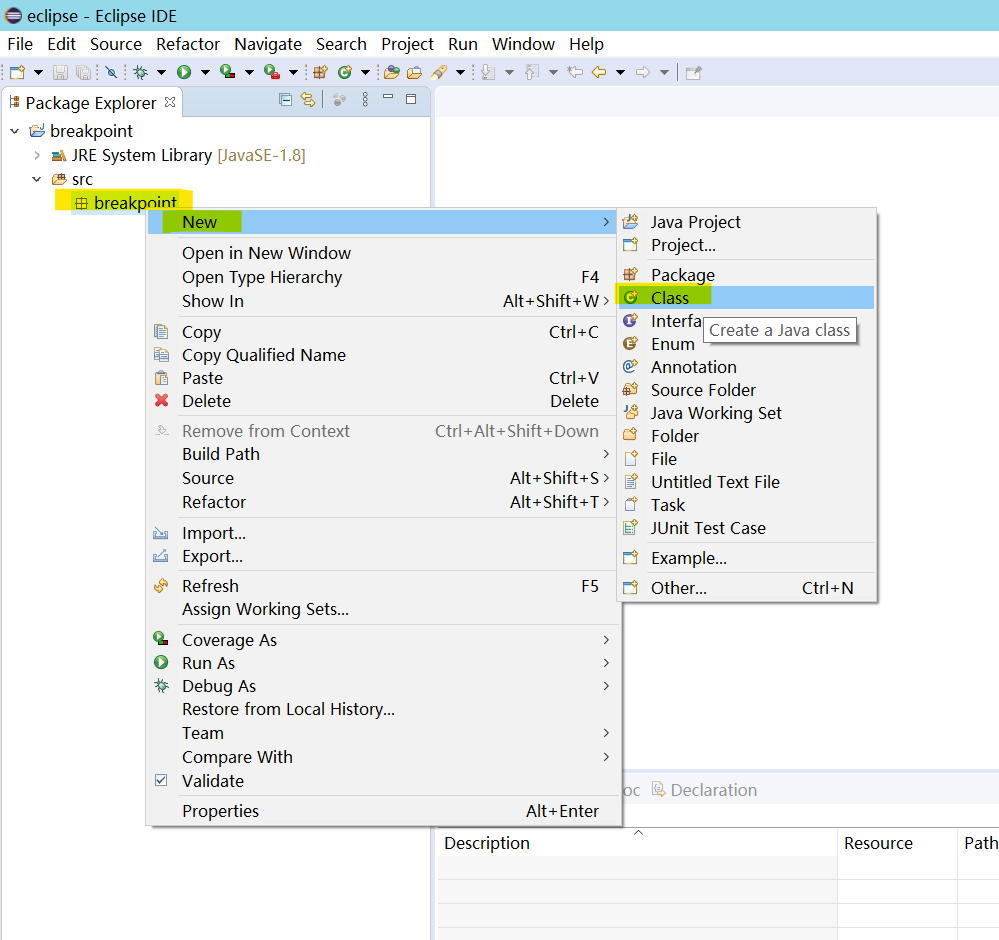 eclipse - Eclipse IDE
File Edit Source Refactor Navigate Search Project Run Window Help
Package Explorer
breakpoint
JRE System Library [JavaSE-1.8]
src
breakpoint
New
Open in New Window
Open Type Hierarchy F4
Show In Alt+Shift+W
Copy Ctrl+C
Copy Qualified Name
Paste Ctrl+V
Delete Delete
Remove from Context Ctrl+Alt+Shift+Down
Build Path
Source Alt+Shift+S
Refactor Alt+Shift+T
Import...
Export...
Refresh F5
Assign Working Sets...
Coverage As
Run As
Debug As
Restore from Local History...
Team
Compare With
Validate
Properties Alt+Enter
Java Project
Project...
Package
Class
Interfa
Create a Java class
Enum
Annotation
Source Folder
Java Working Set
Folder
File
Untitled Text File
Task
JUnit Test Case
Example...
Other... Ctrl+N
oc Declaration
Description Resource Path